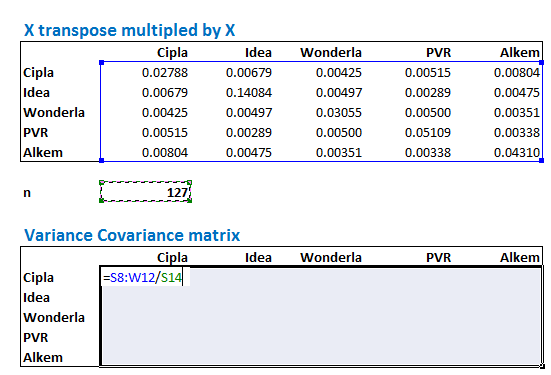 X transpose multipled by X
Cipla Idea Wonderla PVR Alkem
Cipla 0.02788 0.00679 0.00425 0.00515 0.00804
Idea 0.00679 0.14084 0.00497 0.00289 0.00475
Wonderla 0.00425 0.00497 0.03055 0.00500 0.00351
PVR 0.00515 0.00289 0.00500 0.05109 0.00338
Alkem 0.00804 0.00475 0.00351 0.00338 0.04310
n 127
Variance Covariance matrix
Cipla Idea Wonderla PVR Alkem
Cipla =S8:W12/S14
Idea
Wonderla
PVR
Alkem